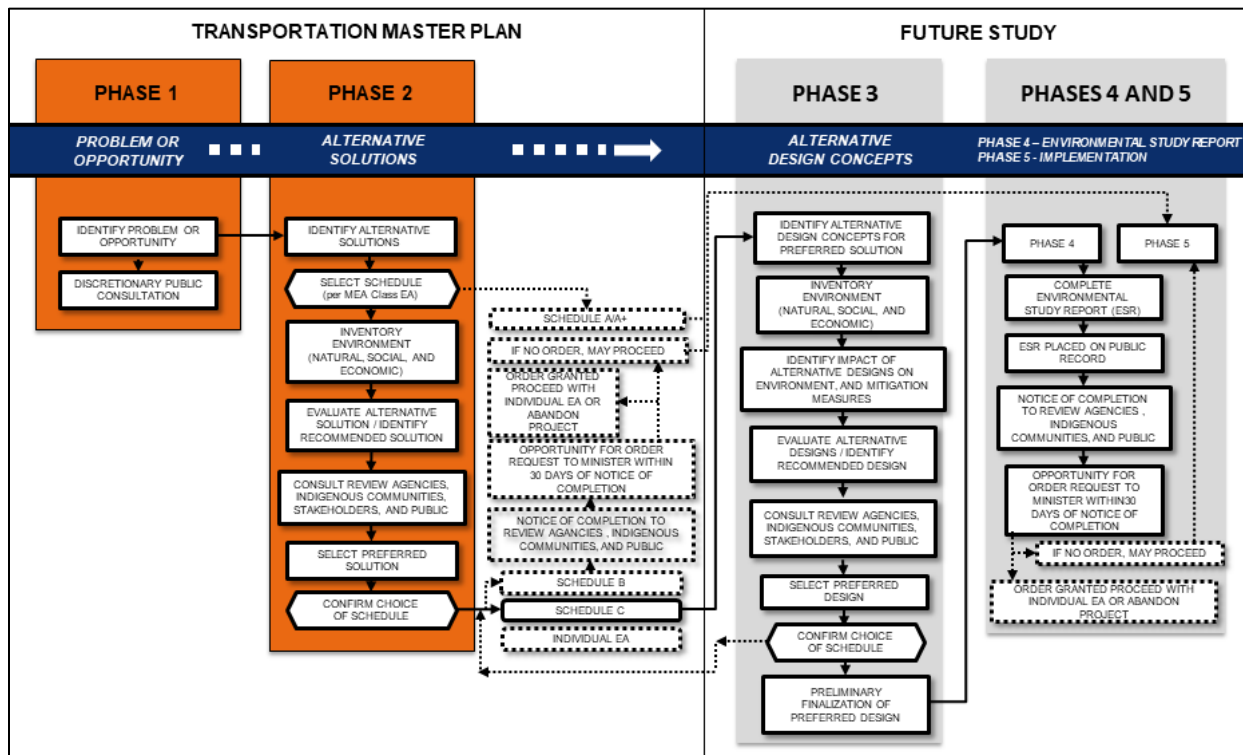 TRANSPORTATION MASTER PLAN
FUTURE STUDY
PHASE 1
PHASE 2
PHASE 3
PHASES 4 AND 5
PROBLEM OR
OPPORTUNITY
ALTERNATIVE
SOLUTIONS
ALTERNATIVE
DESIGN CONCEPTS
PHASE 4 – ENVIRONMENTAL STUDY REPORT
PHASE 5 - IMPLEMENTATION
IDENTIFY PROBLEM OR
OPPORTUNITY
DISCRETIONARY PUBLIC
CONSULTATION
IDENTIFY ALTERNATIVE
SOLUTIONS
SELECT SCHEDULE
(per MEA Class EA)
INVENTORY
ENVIRONMENT
(NATURAL, SOCIAL, AND
ECONOMIC)
EVALUATE ALTERNATIVE
SOLUTION / IDENTIFY
RECOMMENDED SOLUTION
CONSULT REVIEW AGENCIES,
INDIGENOUS COMMUNITIES,
STAKEHOLDERS, AND PUBLIC
SELECT PREFERRED
SOLUTION
CONFIRM CHOICE
OF SCHEDULE
SCHEDULE A/A+
IF NO ORDER, MAY PROCEED
ORDER GRANTED
PROCEED WITH
INDIVIDUAL EA OR
ABANDON
PROJECT
OPPORTUNITY FOR ORDER
REQUEST TO MINISTER WITHIN
30 DAYS OF NOTICE OF
COMPLETION
NOTICE OF COMPLETION TO
REVIEW AGANCIES , INDIGENOUS
COMMUNITIES, AND PUBLIC
SCHEDULE B
SCHEDULE C
INDIVIDUAL EA
IDENTIFY ALTERNATIVE
DESIGN CONCEPTS FOR
PREFERRED SOLUTION
INVENTORY
ENVIRONMENT
(NATURAL, SOCIAL, AND
ECONOMIC)
IDENTIFY IMPACT OF
ALTERNATIVE DESIGNS ON
ENVIRONMENT, AND MITIGATION
MEASURES
EVALUATE ALTERNATIVE
DESIGNS / IDENTIFY
RECOMMENDED DESIGN
CONSULT REVIEW AGENCIES,
INDIGENOUS COMMUNITIES,
STAKEHOLDERS, AND PUBLIC
SELECT PREFERRED
DESIGN
CONFIRM CHOICE
OF SCHEDULE
PRELIMINARY
FINALIZATION OF
PREFERRED DESIGN
PHASE 4
PHASE 5
COMPLETE
ENVIRONMENTAL
STUDY REPORT (ESR)
ESR PLACED ON PUBLIC
RECORD
NOTICE OF COMPLETION
TO REVIEW AGENCIES ,
INDIGENOUS
COMMUNITIES, AND PUBLIC
OPPORTUNITY FOR
ORDER REQUEST TO
MINISTER WITHIN30
DAYS OF NOTICE OF
COMPLETION
IF NO ORDER, MAY PROCEED
ORDER GRANTED PROCEED WITH
INDIVIDUAL EA OR ABANDON
PROJECT